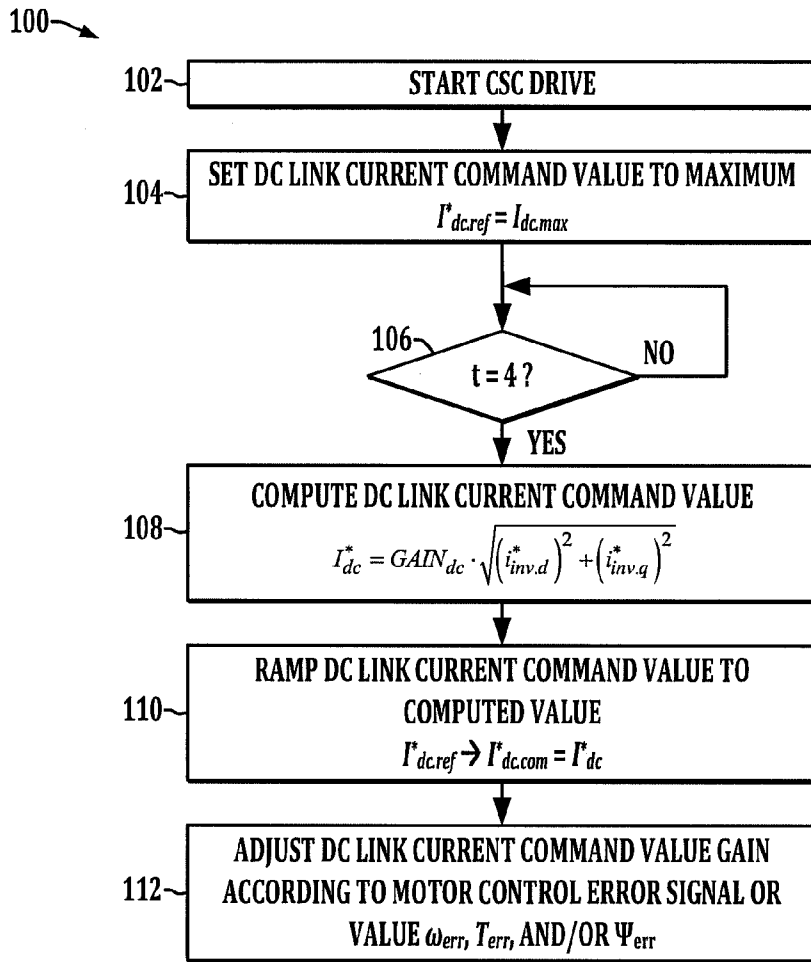 100
102
START CSC DRIVE
104
SET DC LINK CURRENT COMMAND VALUE TO MAXIMUM
I*dc.ref = Idc.max
106
t = 4 ?
NO
YES
108
COMPUTE DC LINK CURRENT COMMAND VALUE
I*dc = GAINdc · √((i*inv.d)² + (i*inv.q)²)
110
RAMP DC LINK CURRENT COMMAND VALUE TO
COMPUTED VALUE
I*dc.ref → I*dc.com = I*dc
112
ADJUST DC LINK CURRENT COMMAND VALUE GAIN
ACCORDING TO MOTOR CONTROL ERROR SIGNAL OR
VALUE ωerr, Terr, AND/OR Ψerr